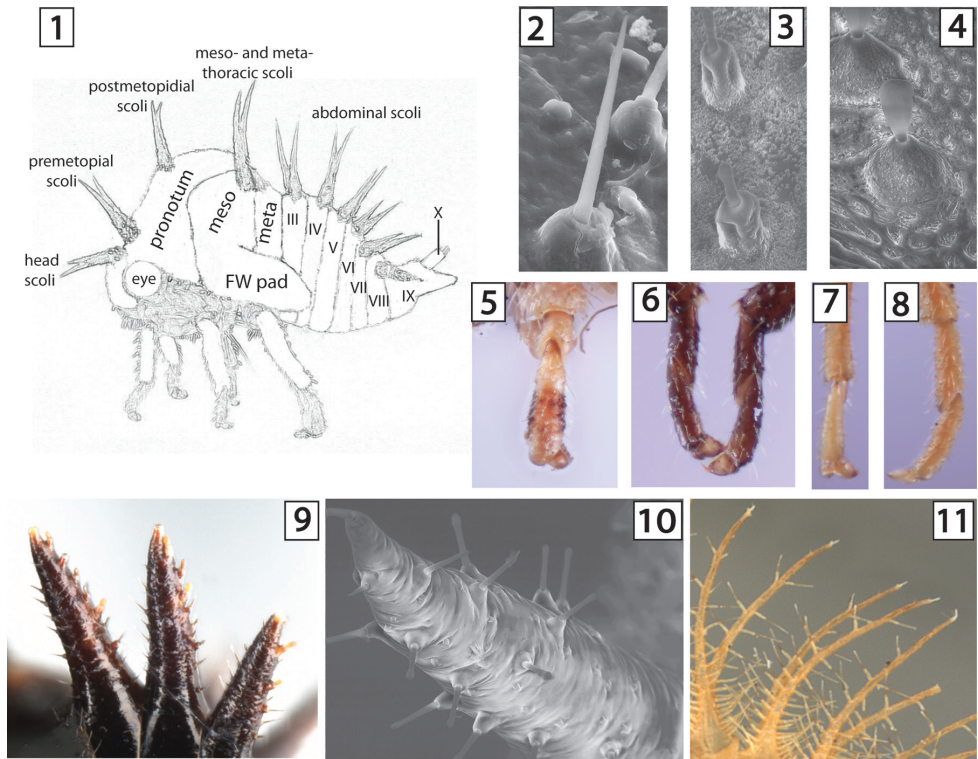 1
meso- and meta-
thoracic scoli
postmetopidial
scoli
abdominal scoli
premetopial
scoli
head
scoli
pronotum
meso
meta
III
IV
V
VI
VII
VIII
IX
X
eye
FW pad
2
3
4
5
6
7
8
9
10
11